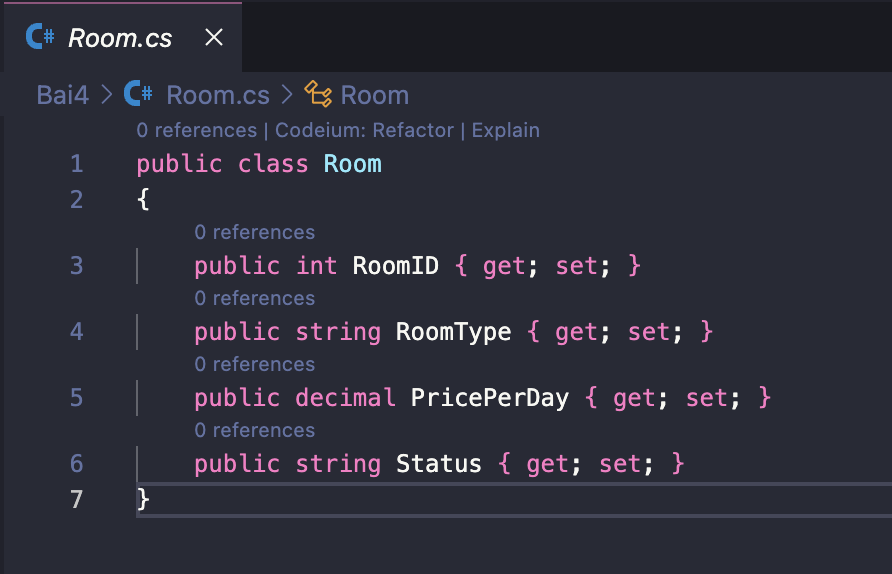 Room.cs
Bai4 > Room.cs > Room
0 references | Codeium: Refactor | Explain
1 public class Room
2 {
0 references
3 public int RoomID { get; set; }
0 references
4 public string RoomType { get; set; }
0 references
5 public decimal PricePerDay { get; set; }
0 references
6 public string Status { get; set; }
7 }